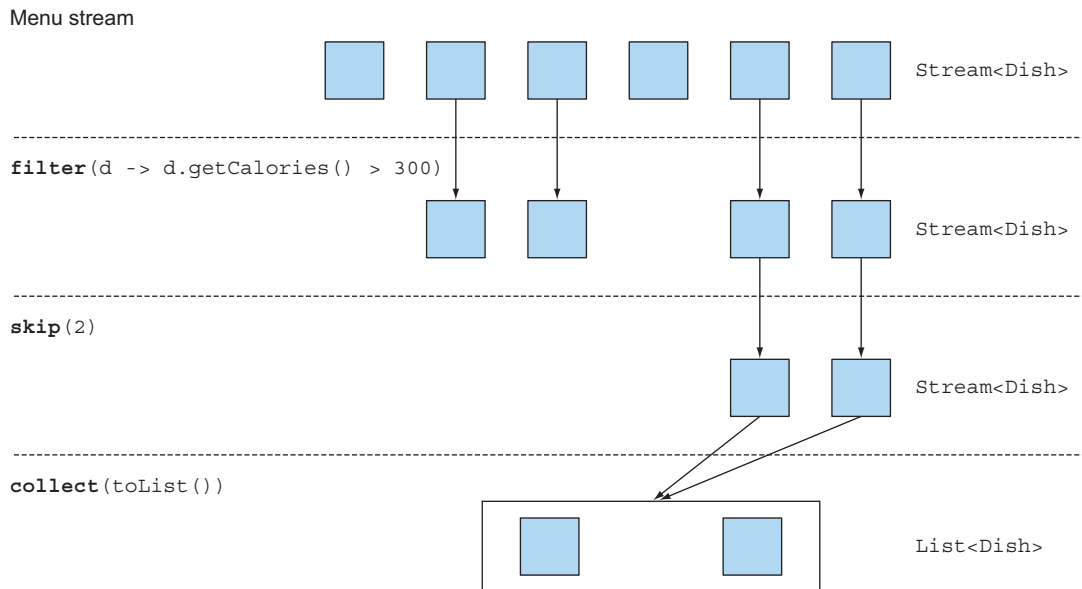 Menu stream
Stream<Dish>
filter(d -> d.getCalories() > 300)
Stream<Dish>
skip(2)
Stream<Dish>
collect(toList())
List<Dish>